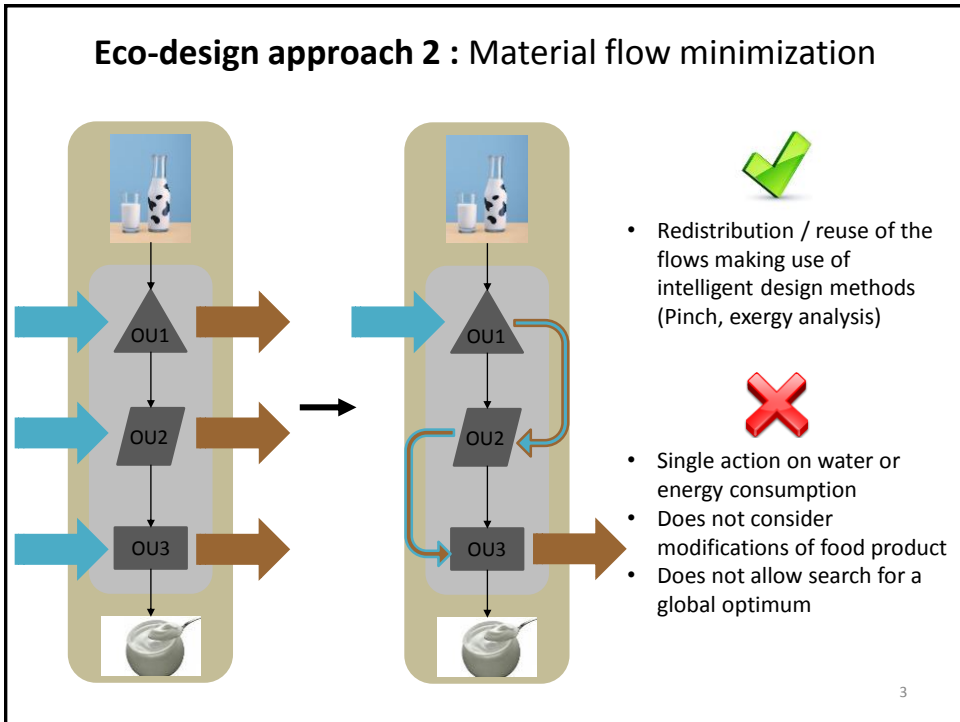 Eco-design approach 2 : Material flow minimization
OU1
OU2
OU3
OU1
OU2
OU3
• Redistribution / reuse of the
flows making use of
intelligent design methods
(Pinch, exergy analysis)
• Single action on water or
energy consumption
• Does not consider
modifications of food product
• Does not allow search for a
global optimum
3